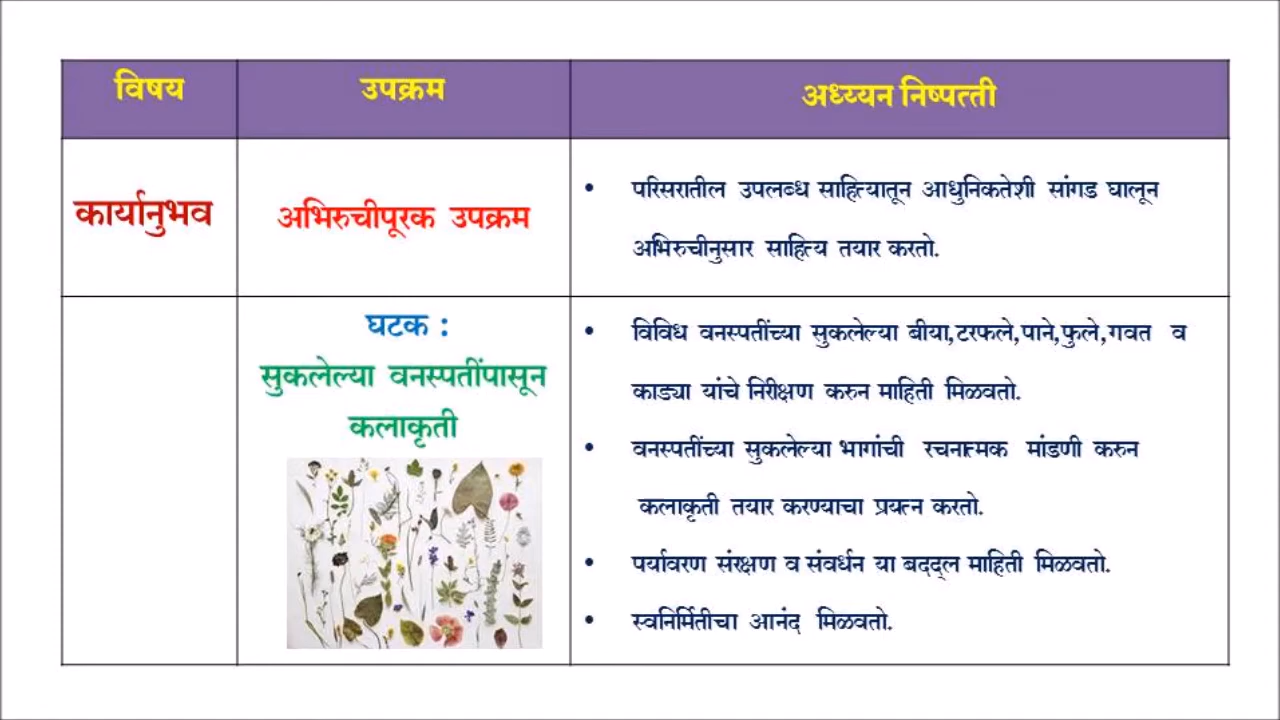 विषय उपक्रम अध्ययन निष्पत्ती
कार्यानुभव
अभिरुचीपूरक उपक्रम
• परिसरातील उपलब्ध साहित्यातून आधुनिकतेशी सांगड घालून
अभिरुचीनुसार साहित्य तयार करतो.
घटक :
सुकलेल्या वनस्पतींपासून
कलाकृती
• विविध वनस्पतींच्या सुकलेल्या बीया,टरफले,पाने,फुले,गवत व
काड्या यांचे निरीक्षण करुन माहिती मिळवतो.
• वनस्पतींच्या सुकलेल्या भागांची रचनात्मक मांडणी करुन
कलाकृती तयार करण्याचा प्रयत्न करतो.
• पर्यावरण संरक्षण व संवर्धन या बदद्ल माहिती मिळवतो.
• स्वनिर्मितीचा आनंद मिळवतो.